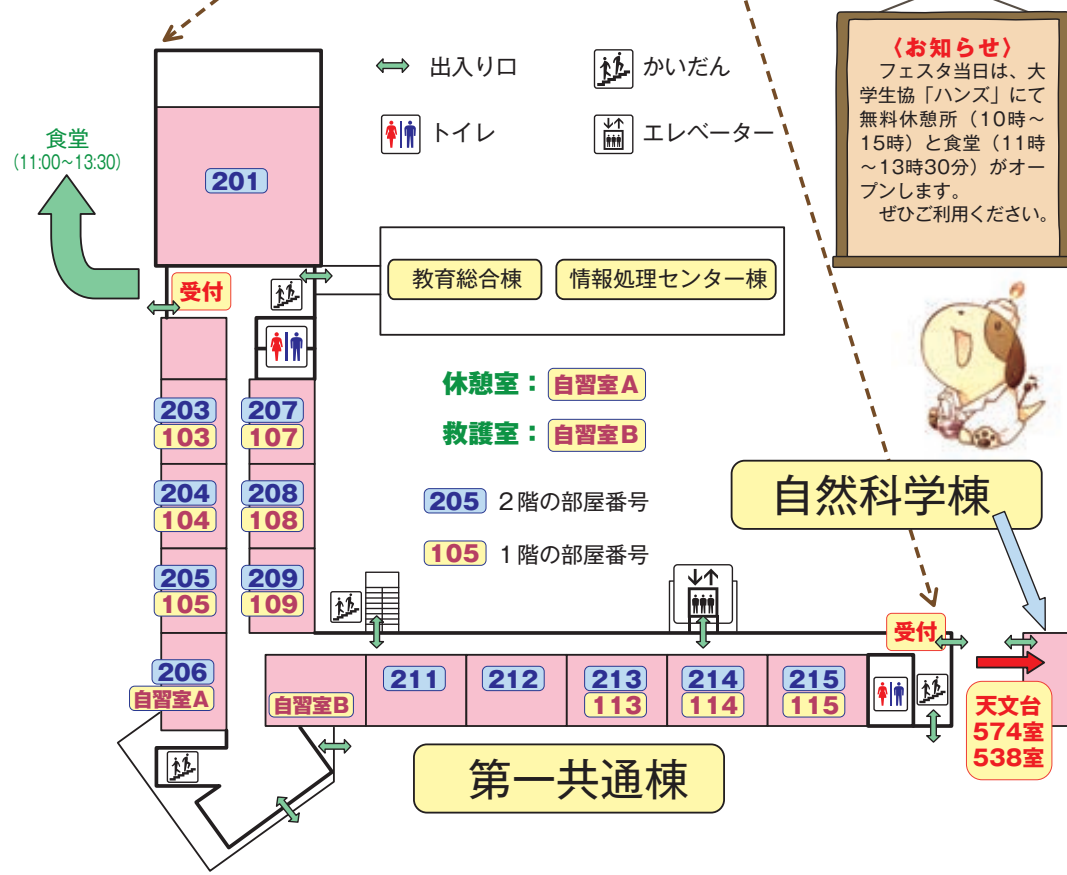 出入り口
かいだん
トイレ
エレベーター
〈お知らせ〉
フェスタ当日は、大
学生協「ハンズ」にて
無料休憩所（10時～
15時）と食堂（11時
～13時30分）がオー
プンします。
ぜひご利用ください。
食堂
(11:00~13:30)
201
受付
教育総合棟
情報処理センター棟
休憩室：自習室A
救護室：自習室B
205 2階の部屋番号
105 1階の部屋番号
203
103
207
107
204
104
208
108
205
105
209
109
206
自習室A
自習室B
211
212
213
113
214
114
215
115
受付
自然科学棟
天文台
574室
538室
第一共通棟